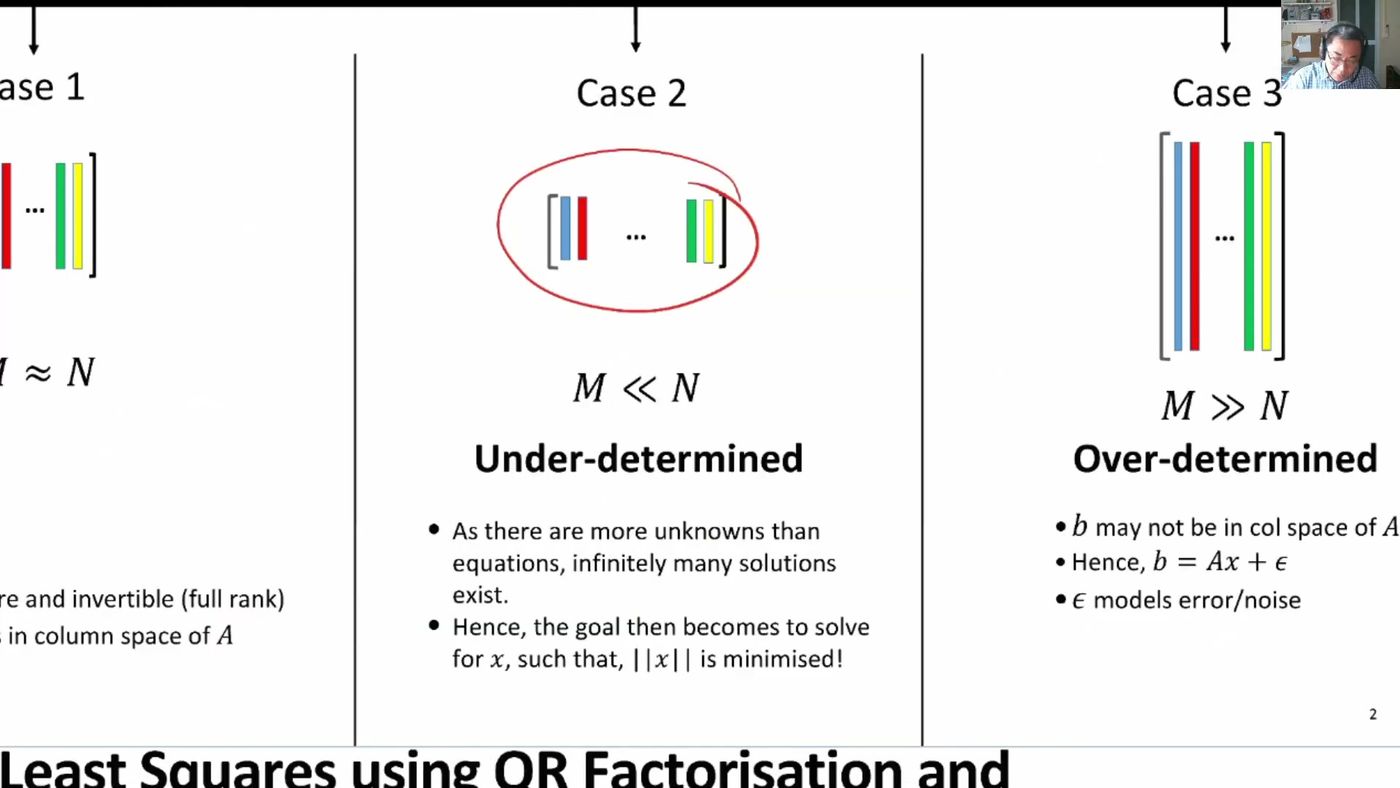 ase 1
...
≈ N
re and invertible (full rank)
in column space of A
Case 2
...
M ≪ N
Under-determined
• As there are more unknowns than
equations, infinitely many solutions
exist.
• Hence, the goal then becomes to solve
for x, such that, ||x|| is minimised!
Case 3
...
M ≫ N
Over-determined
• b may not be in col space of A
• Hence, b = Ax + ϵ
• ϵ models error/noise
2
Least Squares using QR Factorisation and